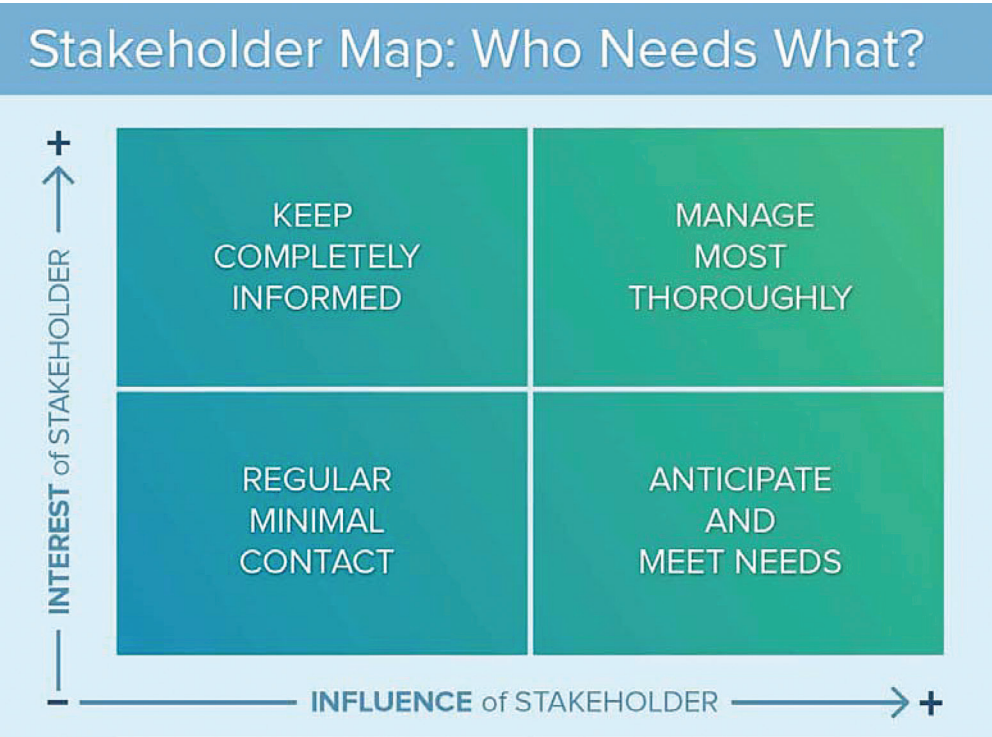 Stakeholder Map: Who Needs What?
+
INTEREST of STAKEHOLDER
KEEP
COMPLETELY
INFORMED
MANAGE
MOST
THOROUGHLY
REGULAR
MINIMAL
CONTACT
ANTICIPATE
AND
MEET NEEDS
−
INFLUENCE of STAKEHOLDER
+